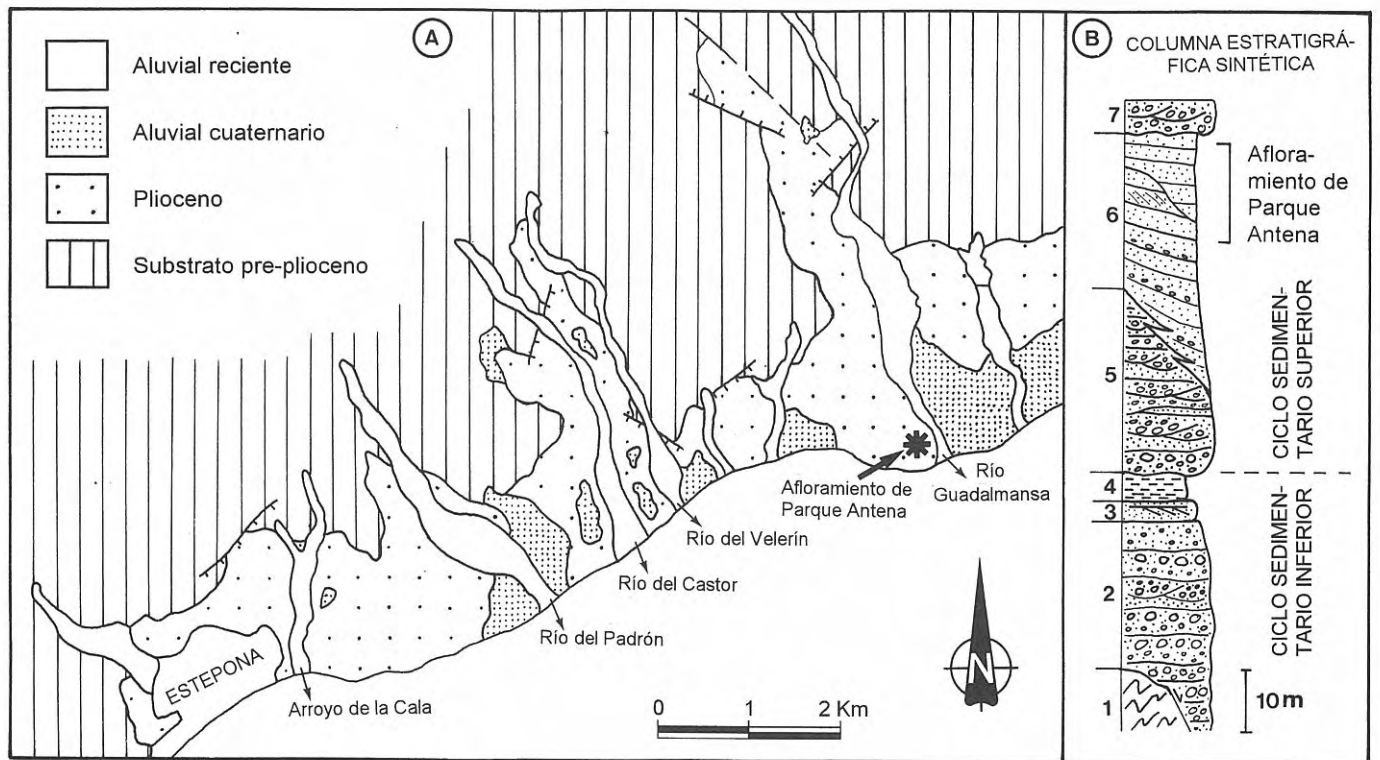 A
Aluvial reciente
Aluvial cuaternario
Plioceno
Substrato pre-plioceno
ESTEPONA
Arroyo de la Cala
Río del Padrón
Río del Castor
Río del Velerín
Afloramiento de
Parque Antena
Río
Guadalmansa
N
0 1 2 Km
B
COLUMNA ESTRATIGRÁ-
FICA SINTÉTICA
7
6
5
4
3
2
1
Aflora-
miento de
Parque
Antena
CICLO SEDIMEN-
TARIO SUPERIOR
CICLO SEDIMEN-
TARIO INFERIOR
10m